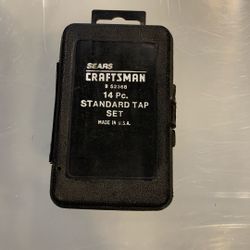 SEARS
CRAFTSMAN
14 Pc.
STANDARD TAP
SET
MADE IN U.S.A.